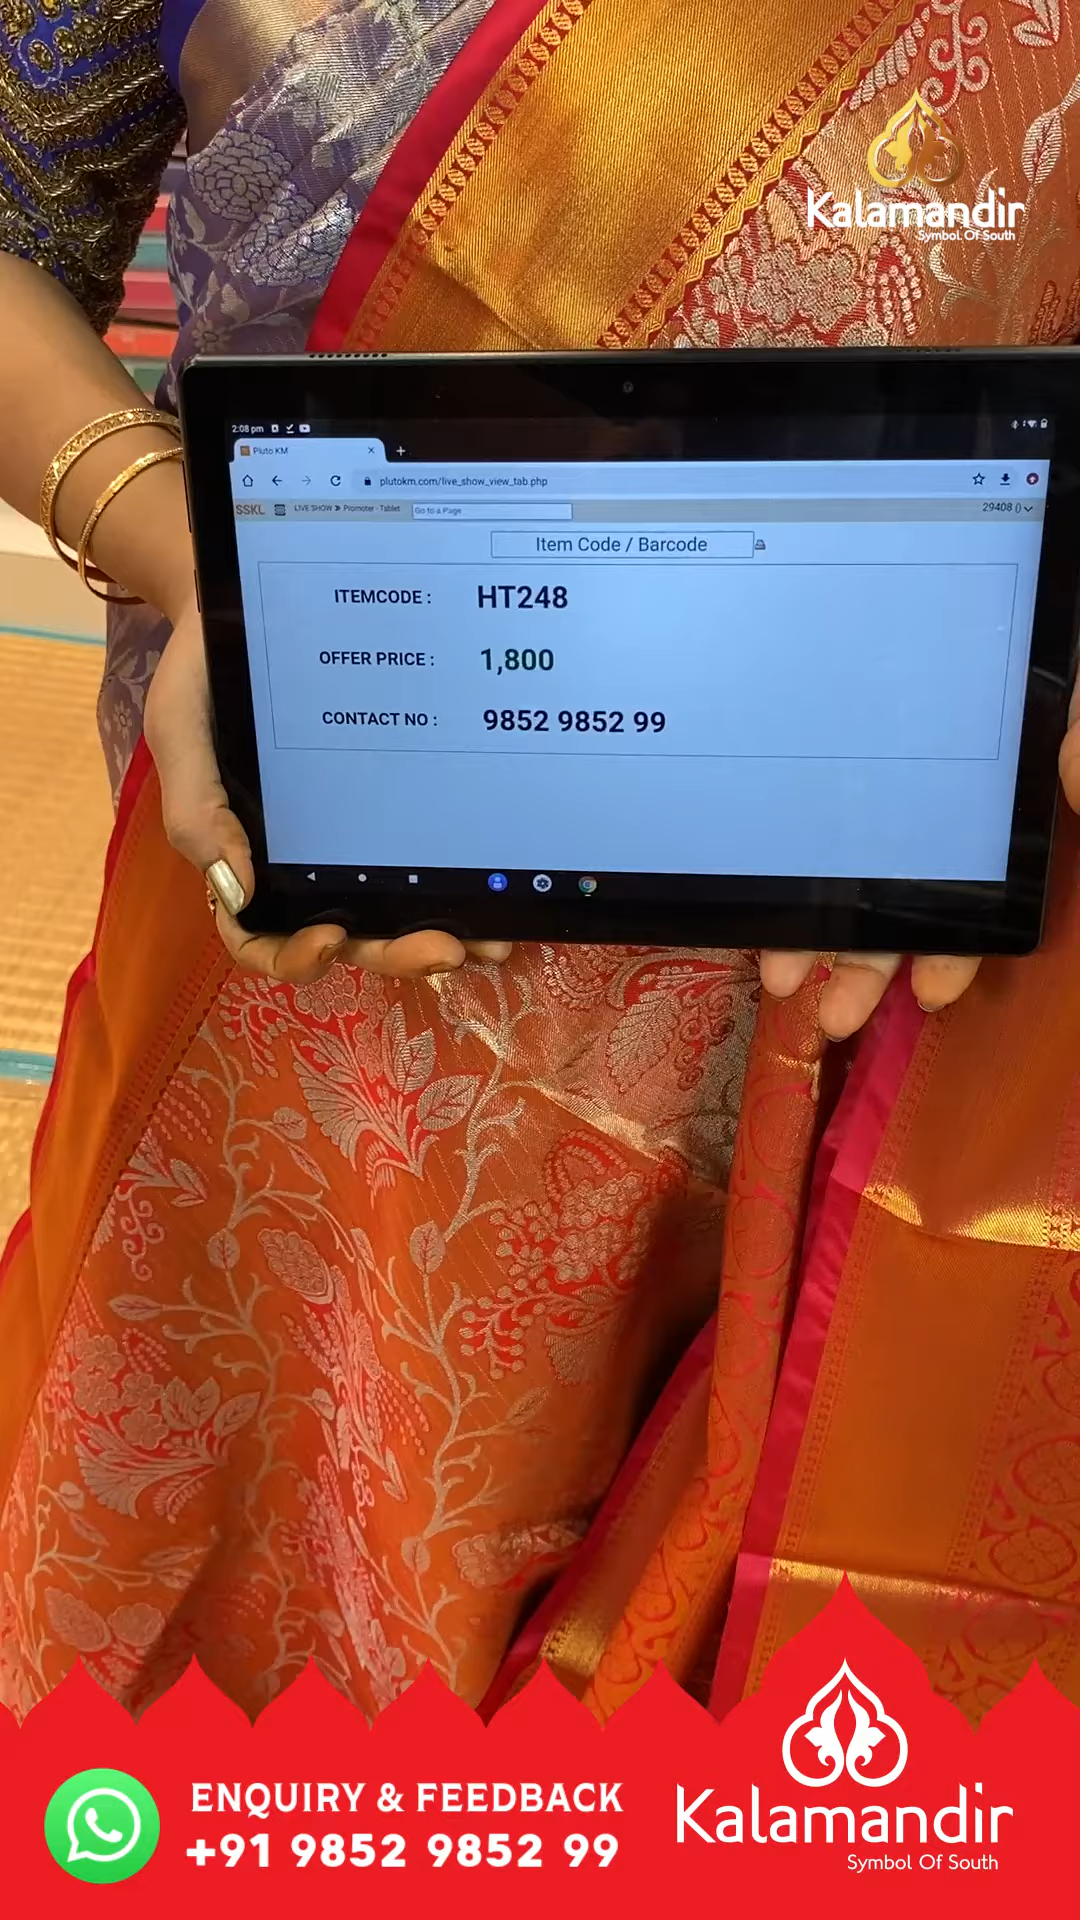 Kalamandir
Symbol Of South
2:08 pm
Pluto KM
plutokm.com/live_show_view_tab.php
SSKL LIVE SHOW Promoter - Tablet Go to a Page 29408 ()
Item Code / Barcode
ITEMCODE : HT248
OFFER PRICE : 1,800
CONTACT NO : 9852 9852 99
ENQUIRY & FEEDBACK
+91 9852 9852 99
Kalamandir
Symbol Of South